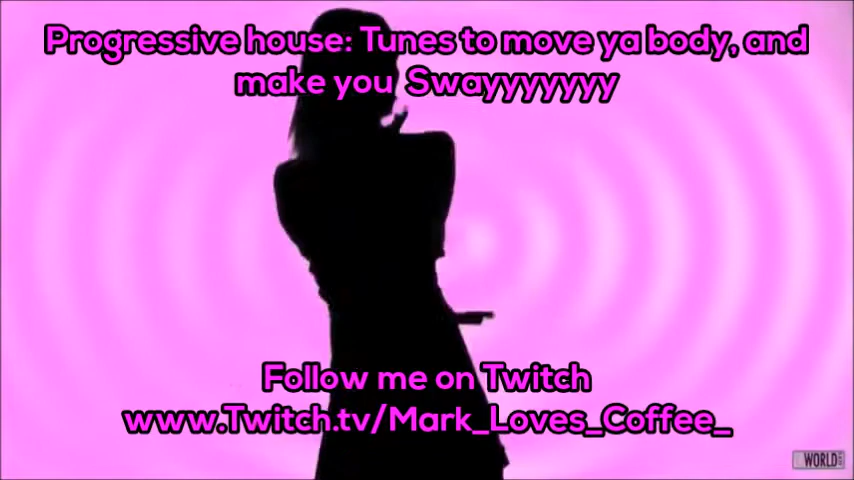 Progressive house: Tunes to move ya body, and
make you Swayyyyyyy
Follow me on Twitch
www.Twitch.tv/Mark_Loves_Coffee_
WORLD